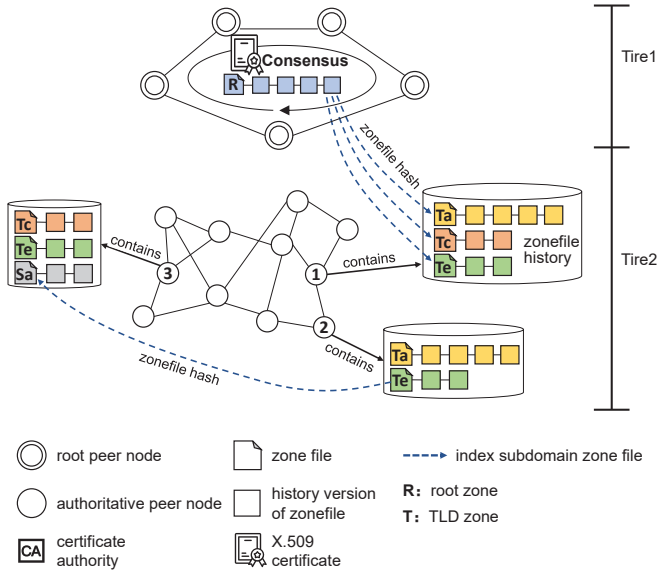 Tire1
Consensus
R
zonefile hash
Ta
Tc
zonefile
history
Te
Tire2
Tc
Te
Sa
contains
3
1
contains
2
contains
zonefile hash
Ta
Te
root peer node
zone file
index subdomain zone file
authoritative peer node
history version
of zonefile
R: root zone
T: TLD zone
CA
certificate
authority
X.509
certificate